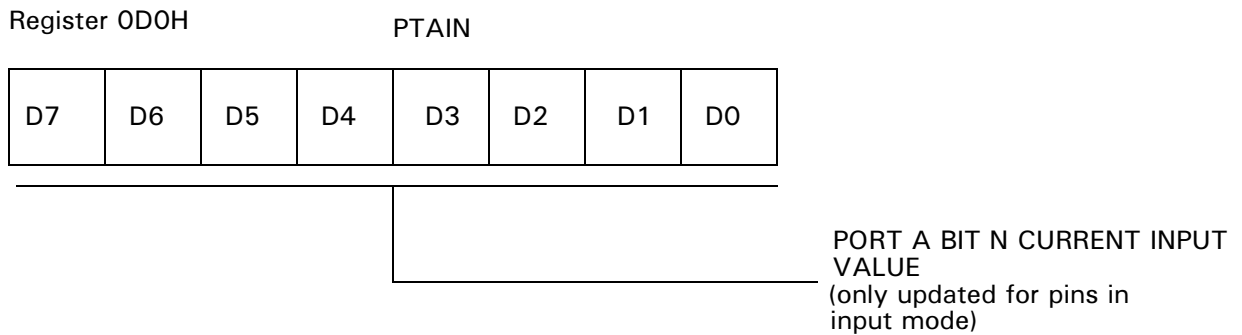 Register 0D0H
PTAIN
D7 D6 D5 D4 D3 D2 D1 D0
PORT A BIT N CURRENT INPUT
VALUE
(only updated for pins in
input mode)